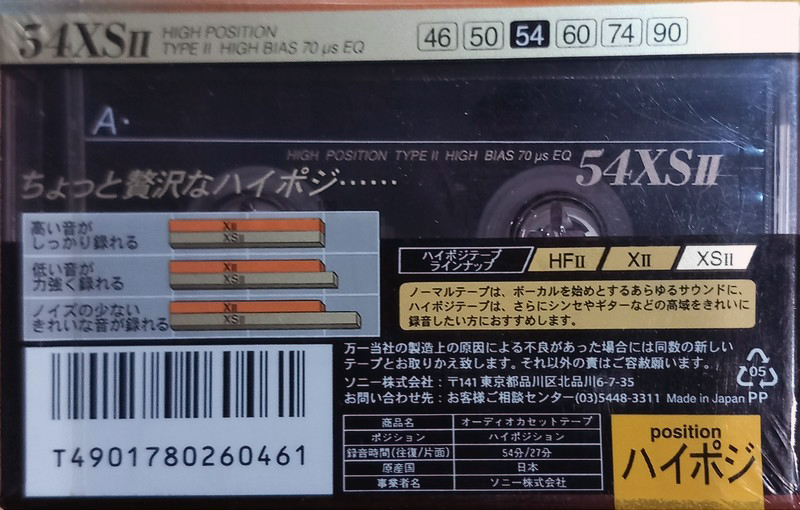 54XSII
HIGH POSITION
TYPE II HIGH BIAS 70 μs EQ
46 50 54 60 74 90
A·
HIGH POSITION TYPE II HIGH BIAS 70 μs EQ 54XSII
ちょっと贅沢なハイポジ……
高い音が
しっかり録れる
XII
XSII
低い音が
力強く録れる
XII
XSII
ノイズの少ない
きれいな音が録れる
XII
XSII
ハイポジテープ
ラインナップ
HFII XII XSII
ノーマルテープは、ボーカルを始めとするあらゆるサウンドに、
ハイポジテープは、さらにシンセやギターなどの高域をきれいに
録音したい方におすすめします。
万一当社の製造上の原因による不良があった場合には同数の新しい
テープとお取りかえ致します。それ以外の責はご容赦願います。
ソニー株式会社：〒141 東京都品川区北品川6-7-35
お問い合わせ先：お客様ご相談センター(03)5448-3311 Made in Japan
05
PP
T4901780260461
商品名 オーディオカセットテープ
ポジション ハイポジション
録音時間(往復/片面) 54分/27分
原産国 日本
事業者名 ソニー株式会社
position
ハイポジ